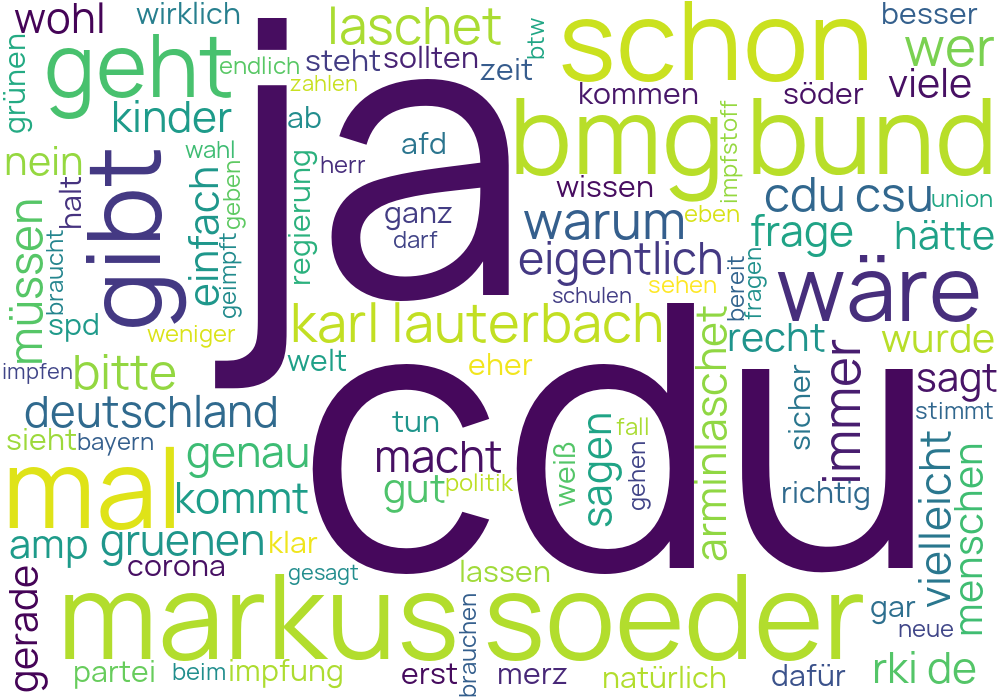 wohl
wirklich
laschet
schon
besser
grünen
geht
endlich
steht
sollten
btw
wer
zahlen
zeit
kommen
söder
viele
kinder
ja
ab
afd
bmg bund
impfstoff
nein
wahl
herr
wissen
halt
gibt
einfach
geben
regierung
ganz
darf
warum
eben
cdu csu
union
frage
hätte
müssen
braucht
geimpft
eigentlich
schulen
sehen
bereit
fragen
wäre
spd
weniger
karl lauterbach
arminlaschet
recht
wurde
impfen
bitte
welt
eher
cdu
immer
sagt
deutschland
sicher
stimmt
sieht
bayern
genau
tun
macht
weiß
sagen
fall
gehen
mal
kommt
gut
politik
richtig
vielleicht
menschen
amp
gruenen
klar
corona
gesagt
lassen
gerade
markus soeder
brauchen
gar
neue
partei
beim
impfung
erst
merz
natürlich
dafür
rki de